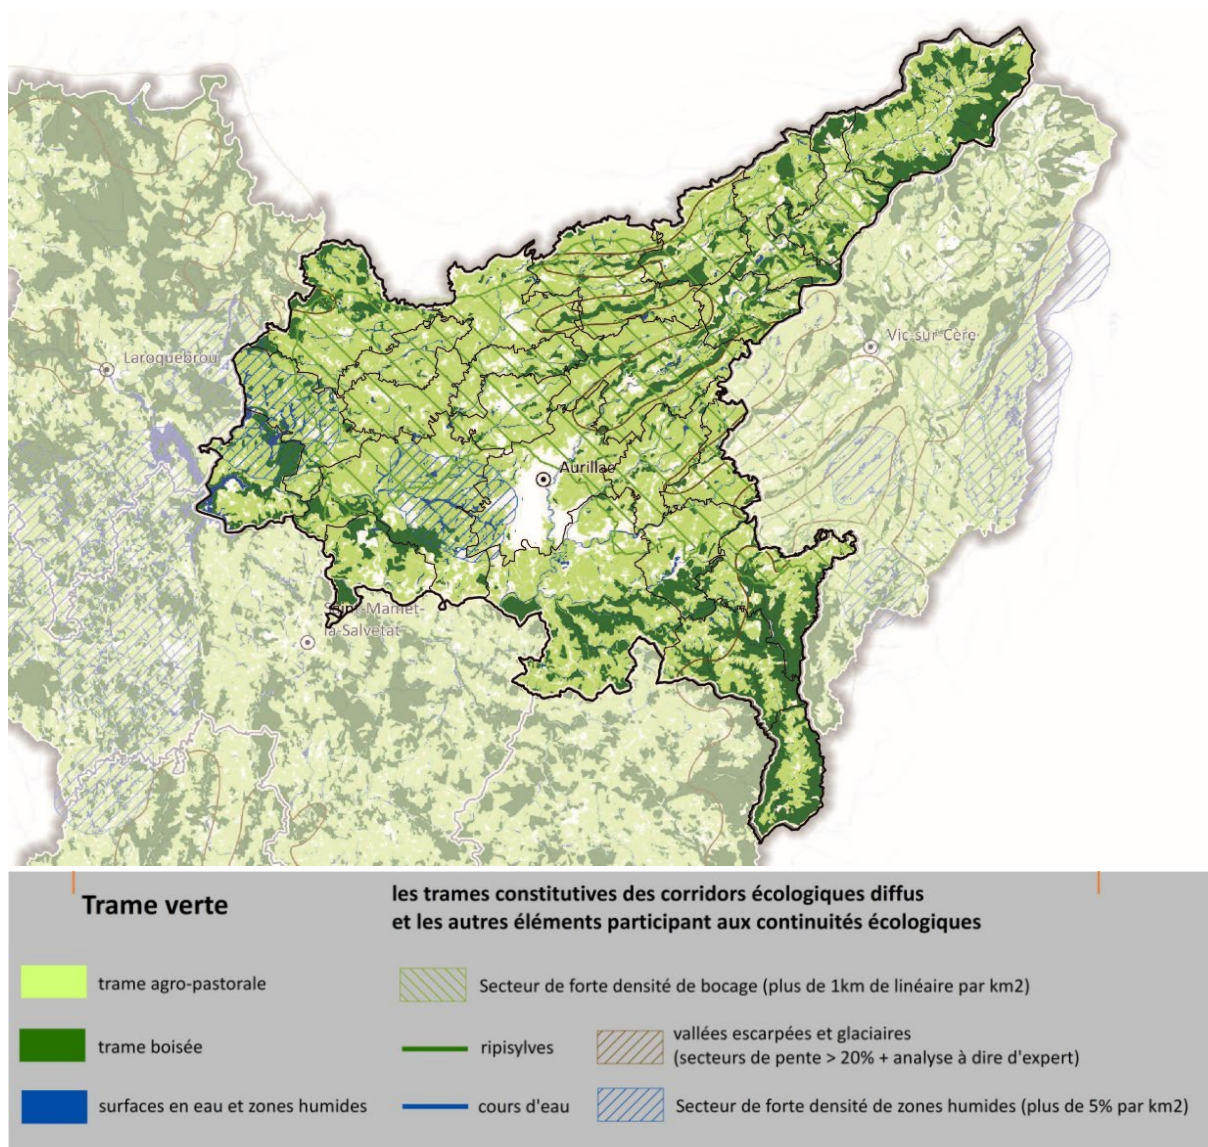 Laroquebrou
Vic-sur-Cère
Aurillac
Saint-Mamet-
la-Salvetat
Trame verte
les trames constitutives des corridors écologiques diffus
et les autres éléments participant aux continuités écologiques
trame agro-pastorale
Secteur de forte densité de bocage (plus de 1km de linéaire par km2)
trame boisée
ripisylves
vallées escarpées et glaciaires
(secteurs de pente > 20% + analyse à dire d'expert)
surfaces en eau et zones humides
cours d'eau
Secteur de forte densité de zones humides (plus de 5% par km2)